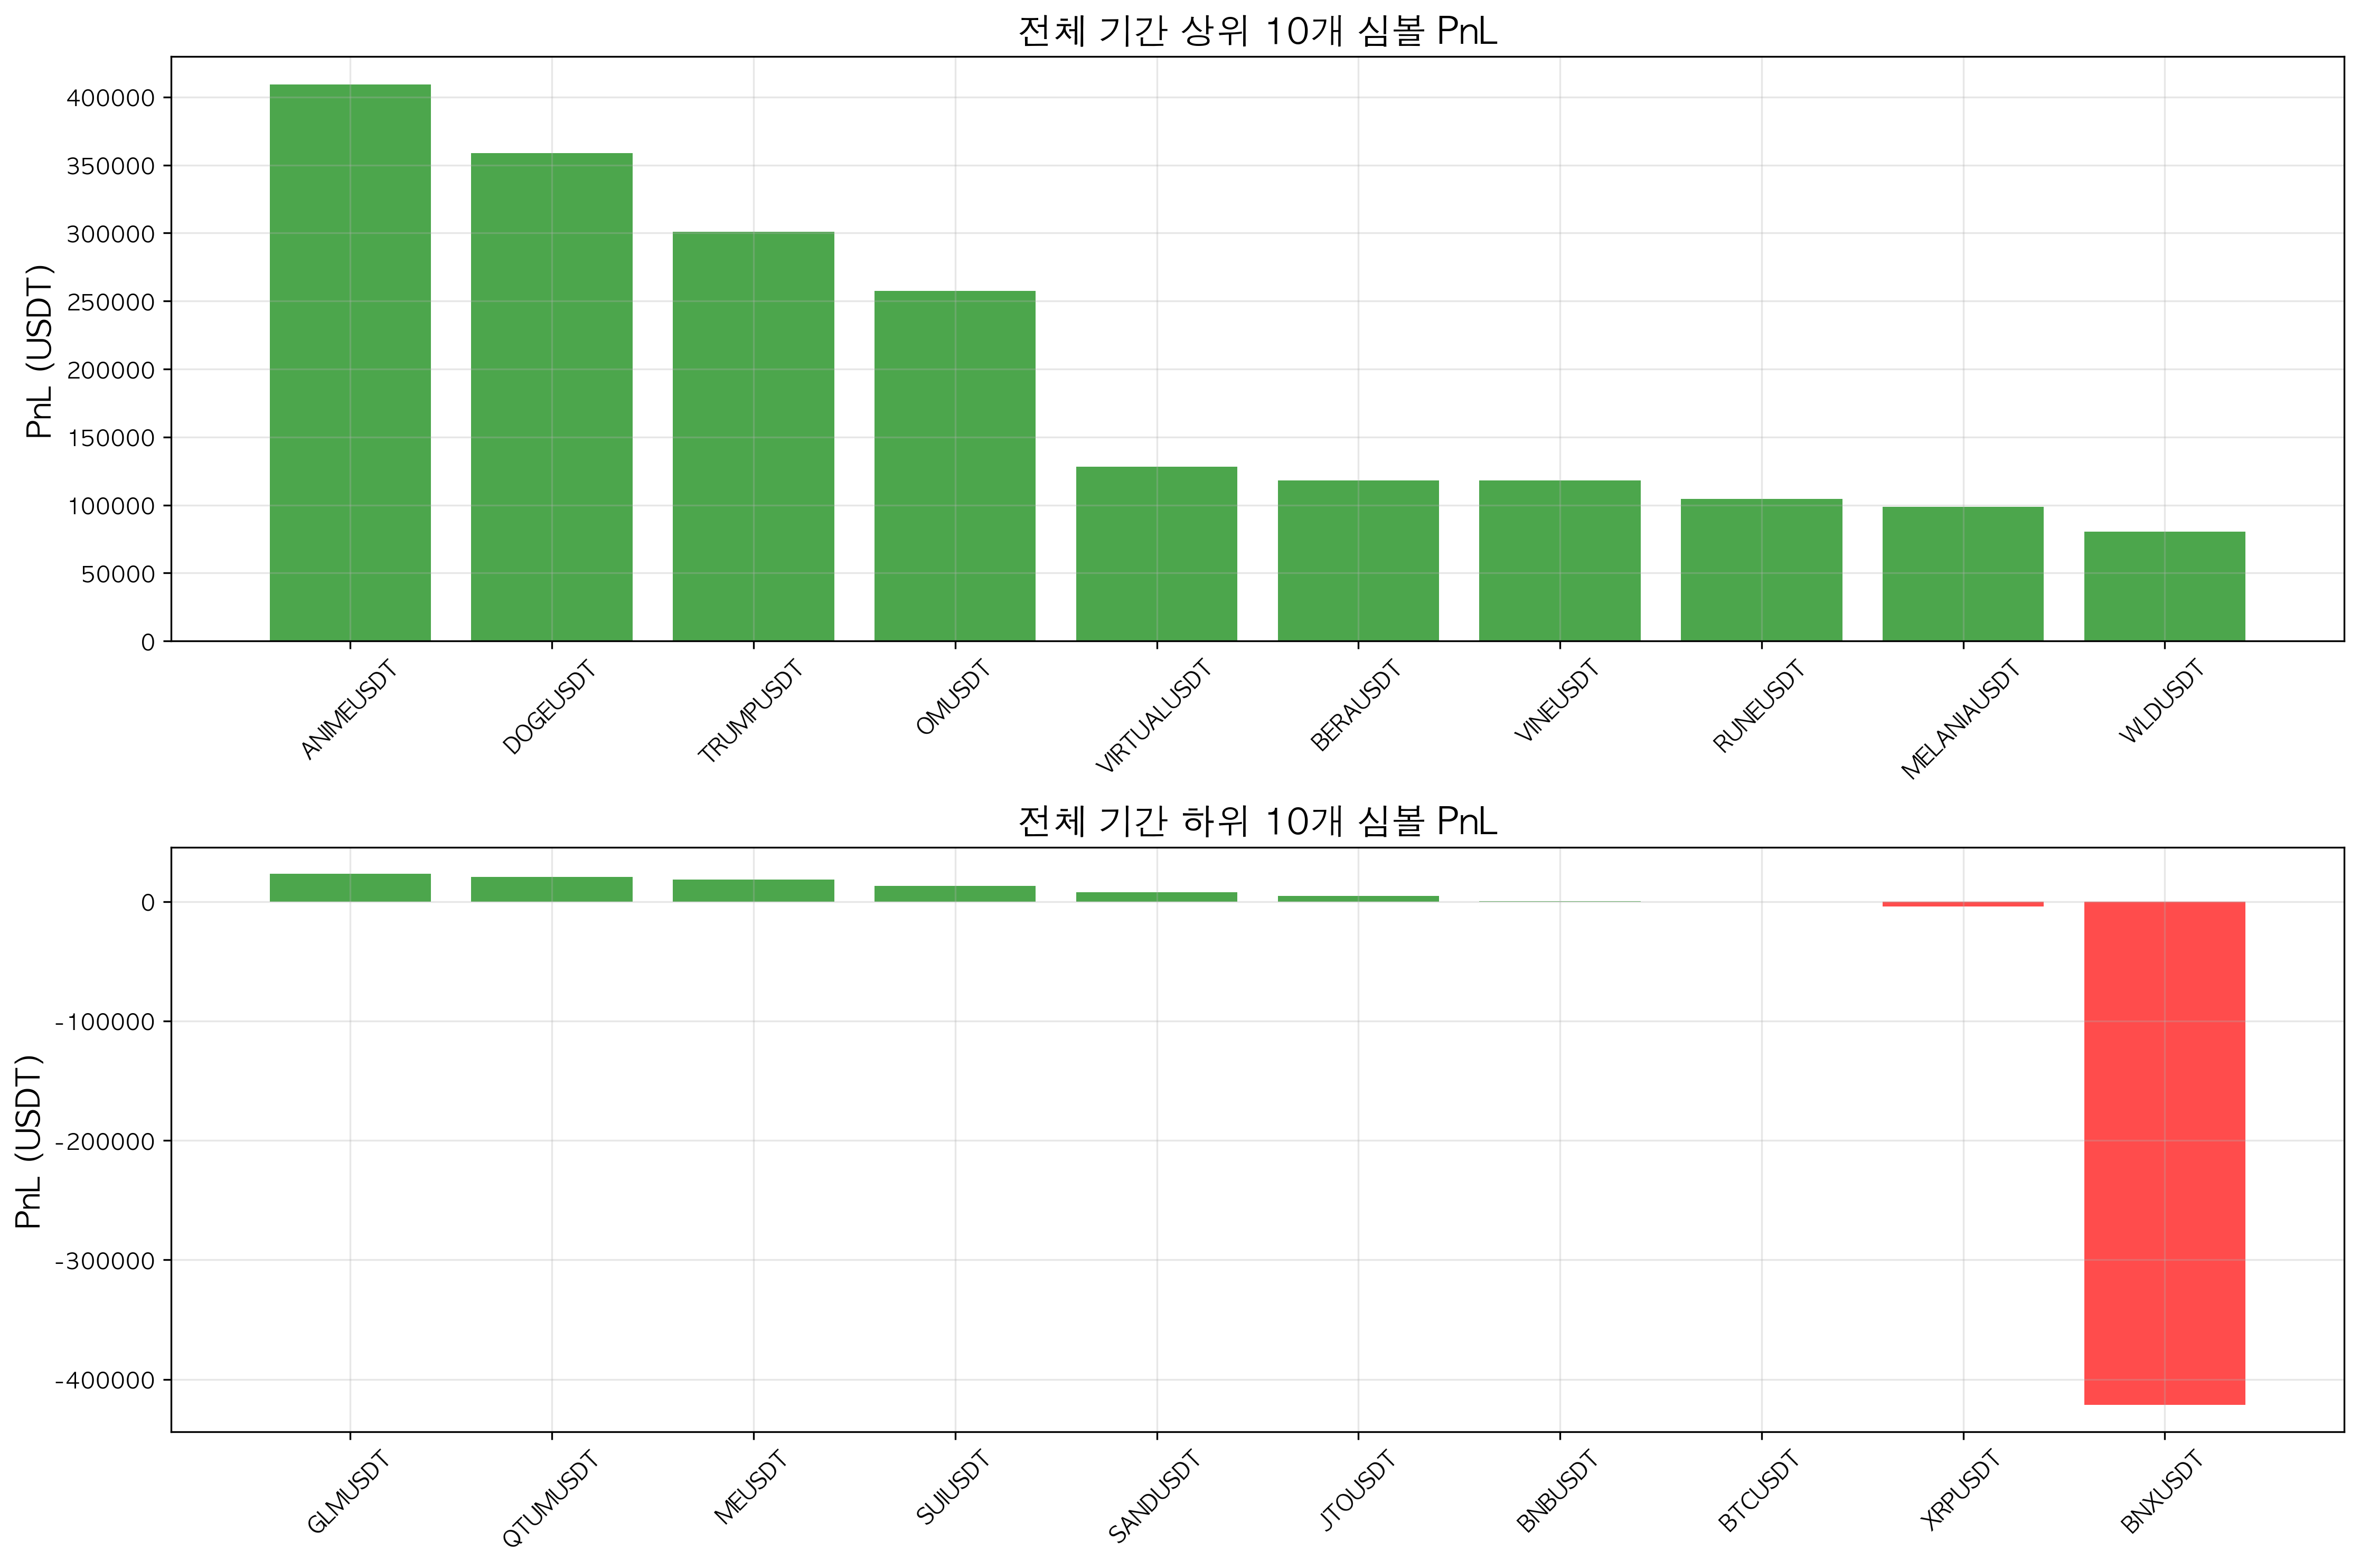 전체 기간 상위 10개 심볼 PnL
PnL (USDT)
400000
350000
300000
250000
200000
150000
100000
50000
0
ANIMEUSDT
DOGEUSDT
TRUMPUSDT
OMUSDT
VIRTUALUSDT
BERAUSDT
VINEUSDT
RUNEUSDT
MELANIAUSDT
WLDUSDT
전체 기간 하위 10개 심볼 PnL
PnL (USDT)
0
-100000
-200000
-300000
-400000
GLMUSDT
QTUMUSDT
MEUSDT
SUIUSDT
SANDUSDT
JTOUSDT
BNBUSDT
BTCUSDT
XRPUSDT
BNXUSDT